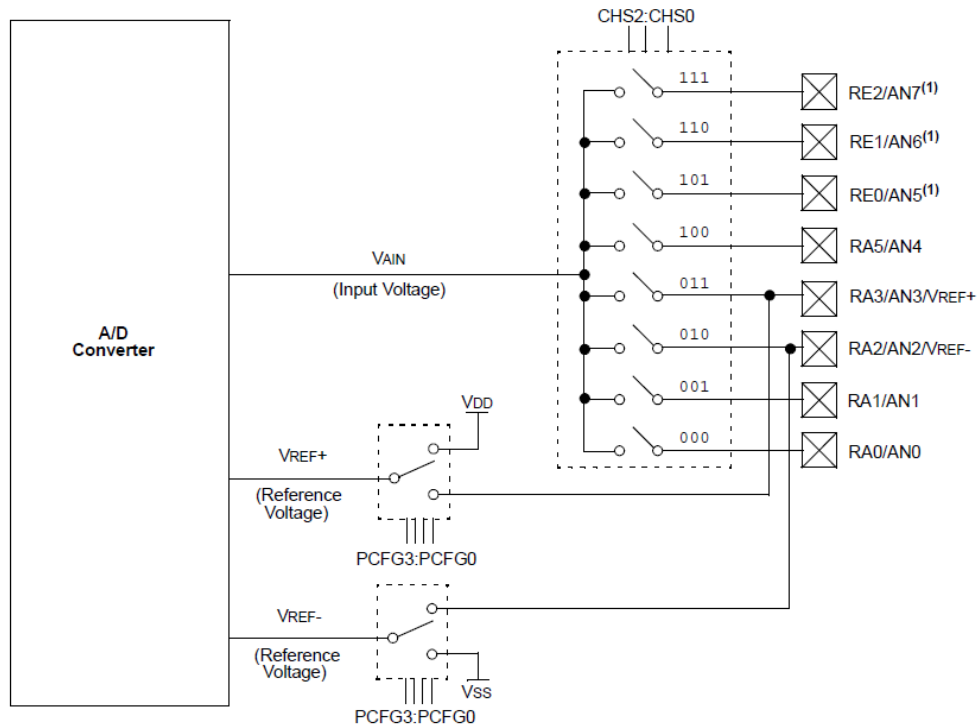 CHS2:CHS0
111
RE2/AN7(1)
110
RE1/AN6(1)
101
RE0/AN5(1)
100
RA5/AN4
VAIN
(Input Voltage)
011
RA3/AN3/VREF+
A/D
Converter
010
RA2/AN2/VREF-
001
RA1/AN1
VDD
000
RA0/AN0
VREF+
(Reference
Voltage)
PCFG3:PCFG0
VREF-
(Reference
Voltage)
VSS
PCFG3:PCFG0